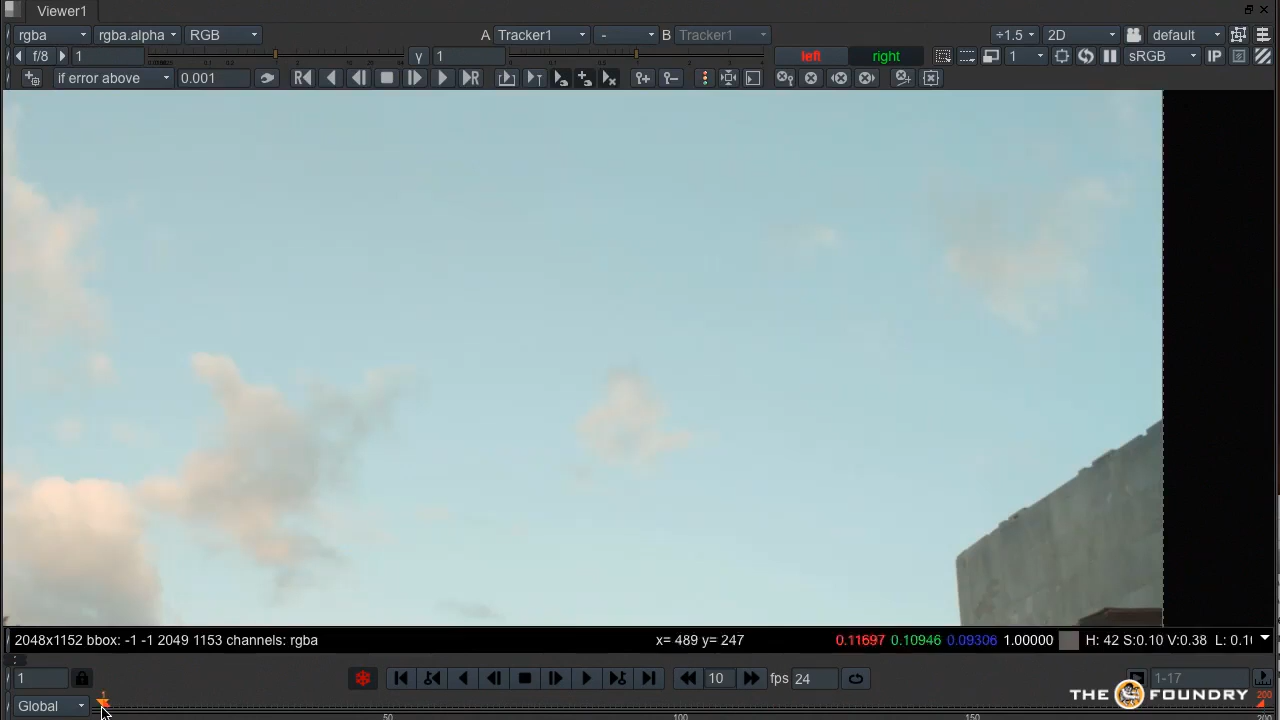 Viewer1
rgba rgba.alpha RGB A Tracker1 - B Tracker1 ÷1.5 2D default
f/8 1 γ 1 left right 1 sRGB IP
if error above 0.001
2048x1152 bbox: -1 -1 2049 1153 channels: rgba x= 489 y= 247 0.11697 0.10946 0.09306 1.00000 H: 42 S:0.10 V:0.38 L:
1 10 fps 24 1-17
THE FOUNDRY
Global 1 50 100 150 200
200